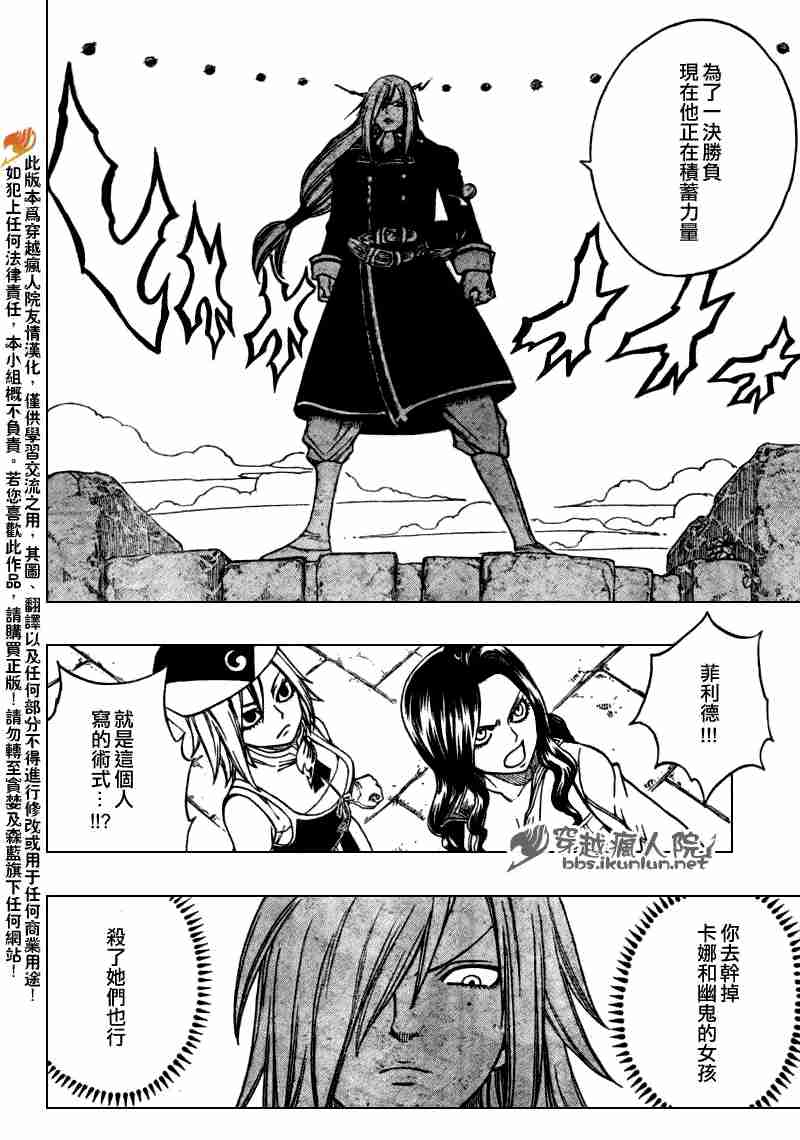 為了一決勝負
現在他正在積蓄力量
菲利德
!!!
就是這個人
寫的術式…
!!?
你去幹掉
卡娜和幽鬼的女孩
殺了她們也行
穿越瘋人院
bbs.ikunlun.net
此版本爲穿越瘋人院友情漢化，僅供學習交流之用，其圖、翻譯以及任何部分不得進行修改或用于任何商業用途！
如犯上任何法律責任，本小組概不負責。若您喜歡此作品，請購買正版！請勿轉至貪婪及森藍旗下任何網站！